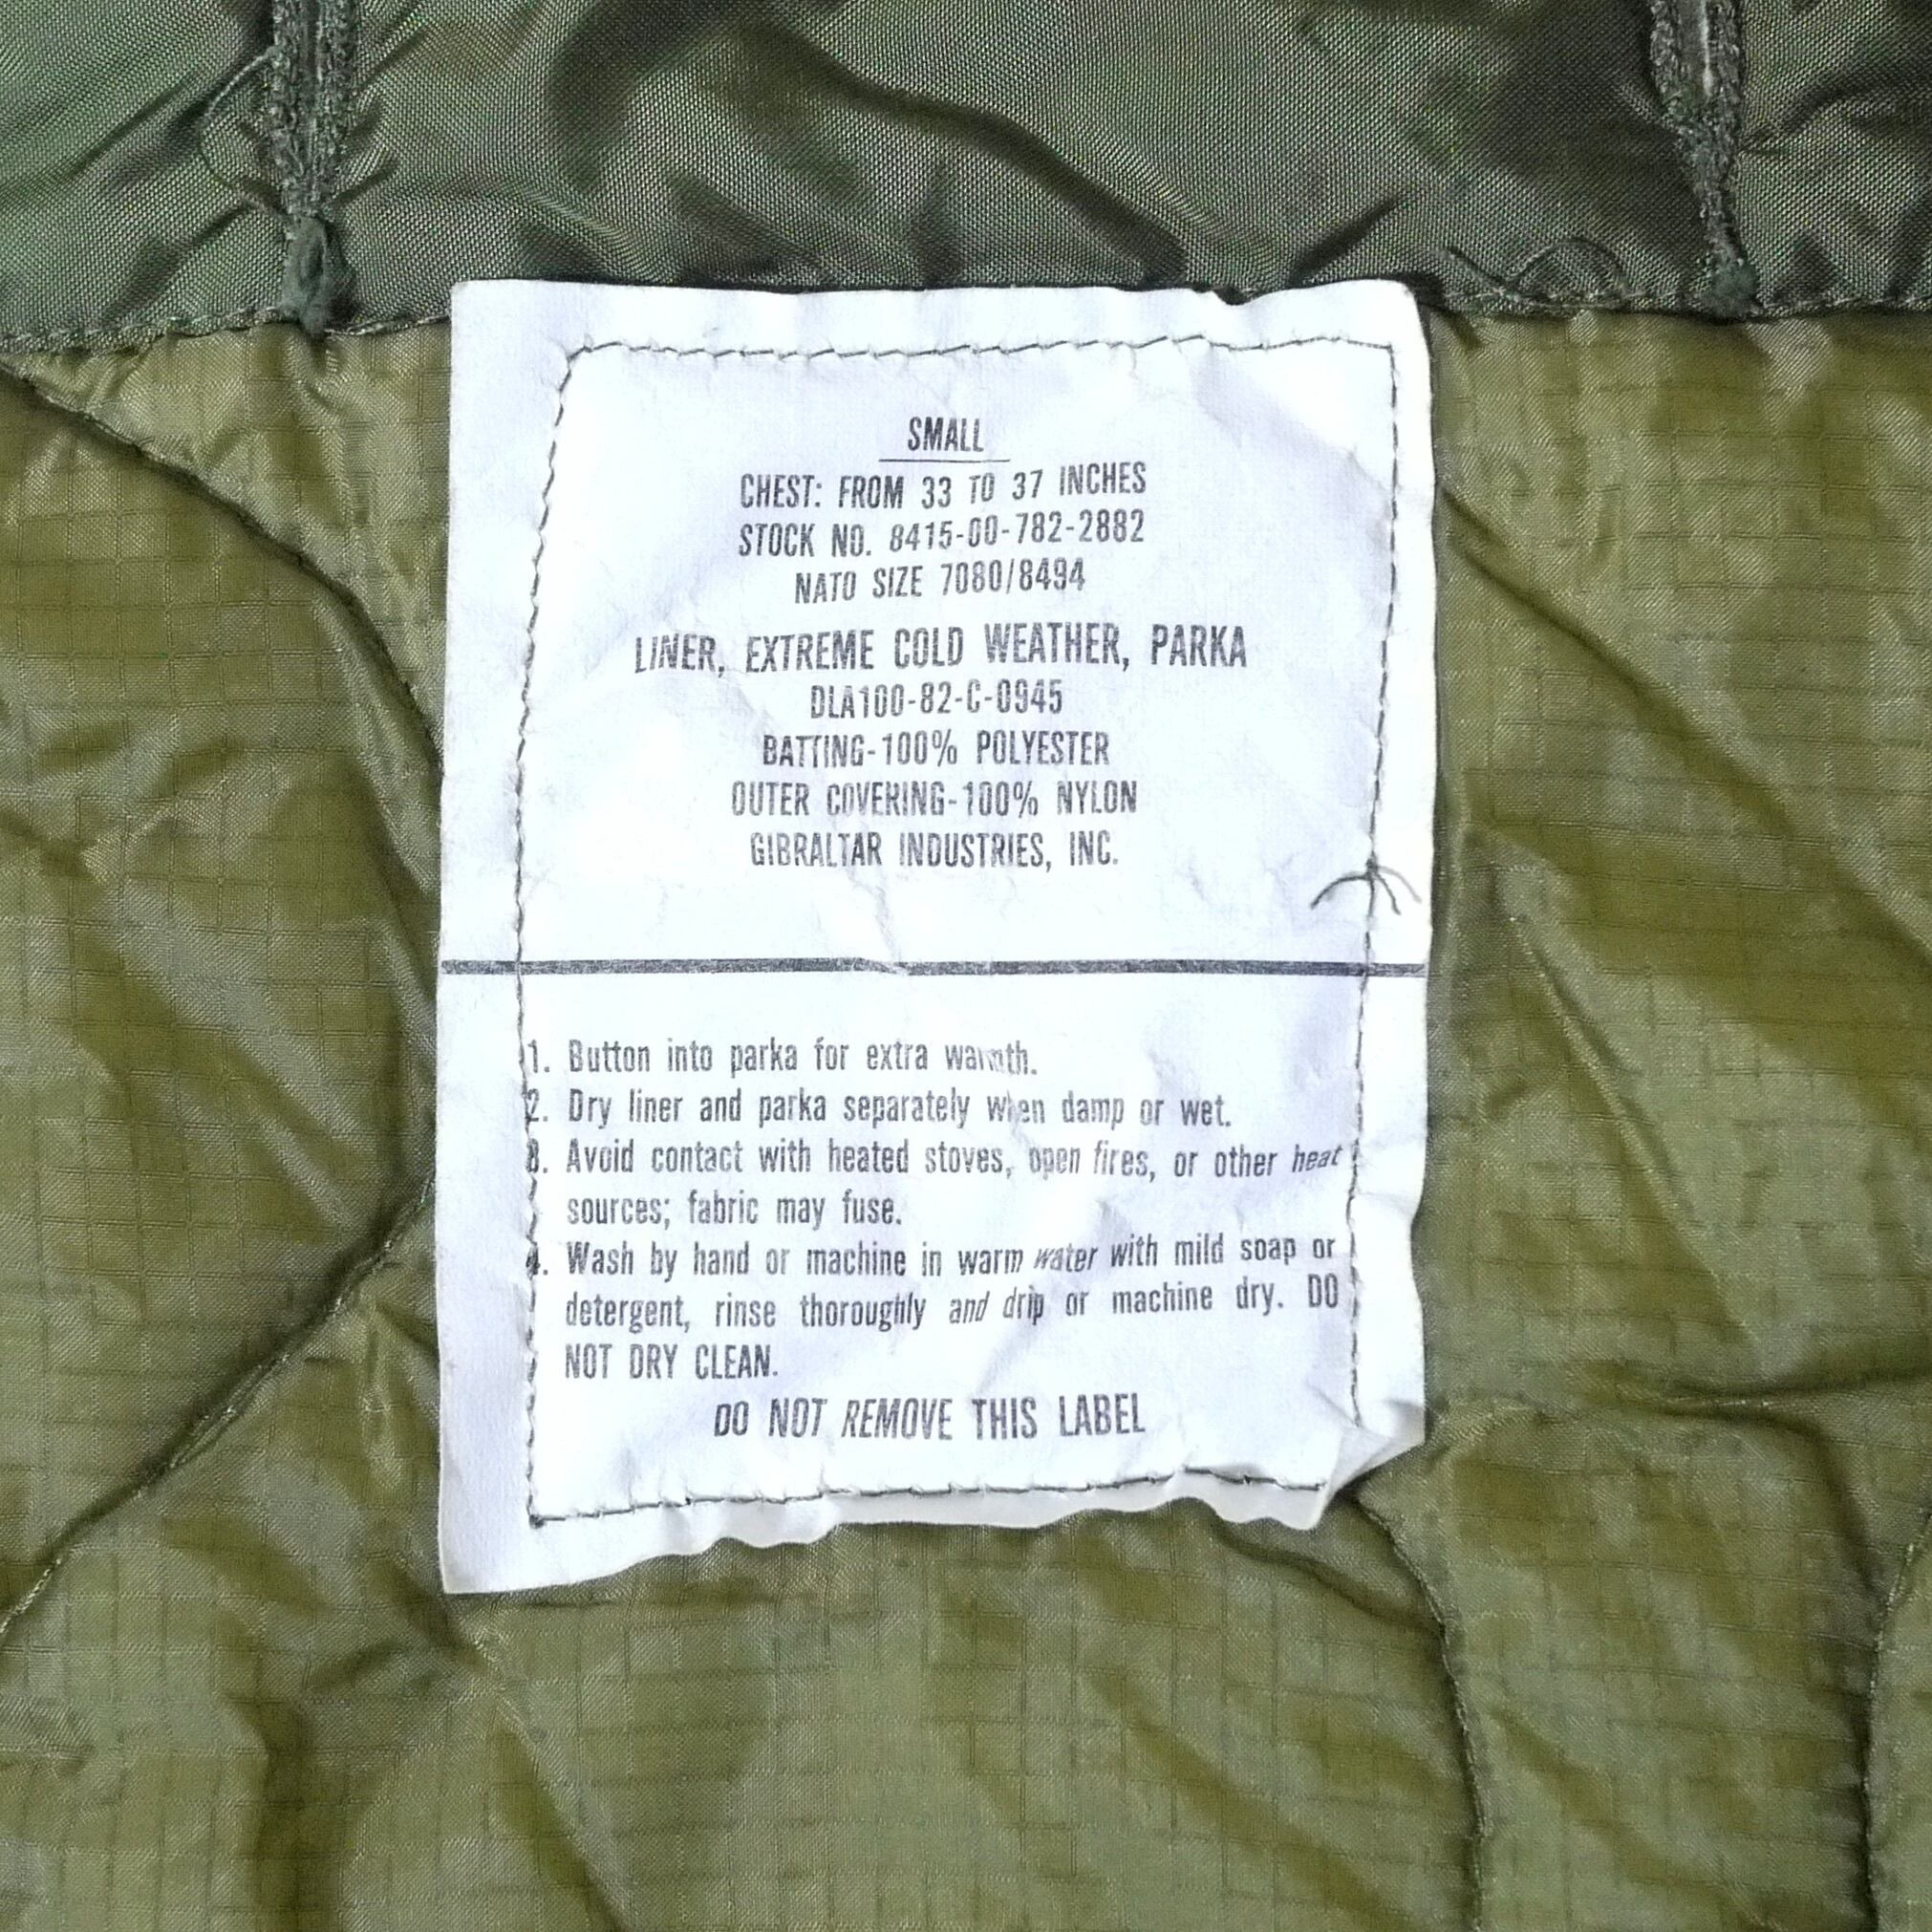 SMALL
CHEST: FROM 33 TO 37 INCHES
STOCK NO. 8415-00-782-2882
NATO SIZE 7080/8494
LINER, EXTREME COLD WEATHER, PARKA
DLA100-82-C-0945
BATTING-100% POLYESTER
OUTER COVERING-100% NYLON
GIBRALTAR INDUSTRIES, INC.
1. Button into parka for extra warmth.
2. Dry liner and parka separately when damp or wet.
3. Avoid contact with heated stoves, open fires, or other heat
sources; fabric may fuse.
4. Wash by hand or machine in warm water with mild soap or
detergent, rinse thoroughly and drip or machine dry. DO
NOT DRY CLEAN.
DO NOT REMOVE THIS LABEL